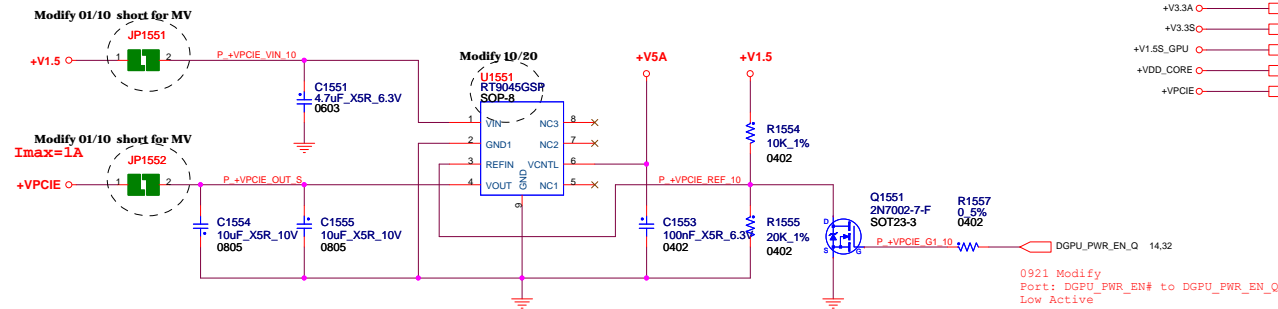 Modify 01/10 short for MV
JP1551
+V1.5
1
2
P_+VPCIE_VIN_10
C1551
4.7uF_X5R_6.3V
0603
Modify 10/20
U1551
RT9045GSP
SOP-8
1
VIN
NC3
8
2
GND1
NC2
7
3
REFIN
VCNTL
6
4
VOUT
NC1
5
GND
9
Modify 01/10 short for MV
Imax=1A
JP1552
+VPCIE
1
2
P_+VPCIE_OUT_S
C1554
10uF_X5R_10V
0805
C1555
10uF_X5R_10V
0805
+V5A
+V1.5
R1554
10K_1%
0402
P_+VPCIE_REF_10
C1553
100nF_X5R_6.3V
0402
R1555
20K_1%
0402
Q1551
2N7002-7-F
SOT23-3
D
S
G
P_+VPCIE_G1_10
R1557
0_5%
0402
DGPU_PWR_EN_Q 14,32
0921 Modify
Port: DGPU_PWR_EN# to DGPU_PWR_EN_Q
Low Active
+V3.3A
+V3.3S
+V1.5S_GPU
+VDD_CORE
+VPCIE